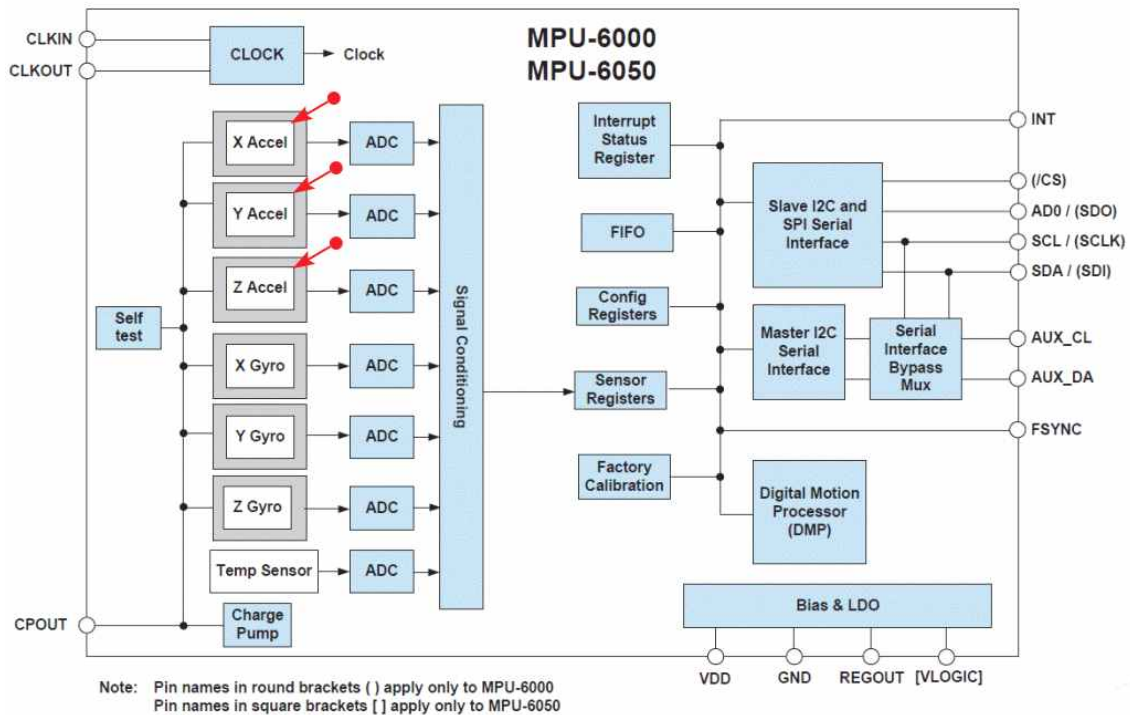 MPU-6000
MPU-6050
CLKIN
CLKOUT
CLOCK
Clock
X Accel
ADC
Y Accel
ADC
Z Accel
ADC
X Gyro
ADC
Y Gyro
ADC
Z Gyro
ADC
Temp Sensor
ADC
Self
test
Charge
Pump
CPOUT
Signal Conditioning
Interrupt
Status
Register
FIFO
Config
Registers
Sensor
Registers
Factory
Calibration
Slave I2C and
SPI Serial
Interface
Master I2C
Serial
Interface
Serial
Interface
Bypass
Mux
Digital Motion
Processor
(DMP)
Bias & LDO
INT
(/CS)
AD0 / (SDO)
SCL / (SCLK)
SDA / (SDI)
AUX_CL
AUX_DA
FSYNC
VDD
GND
REGOUT
[VLOGIC]
Note: Pin names in round brackets ( ) apply only to MPU-6000
Pin names in square brackets [ ] apply only to MPU-6050